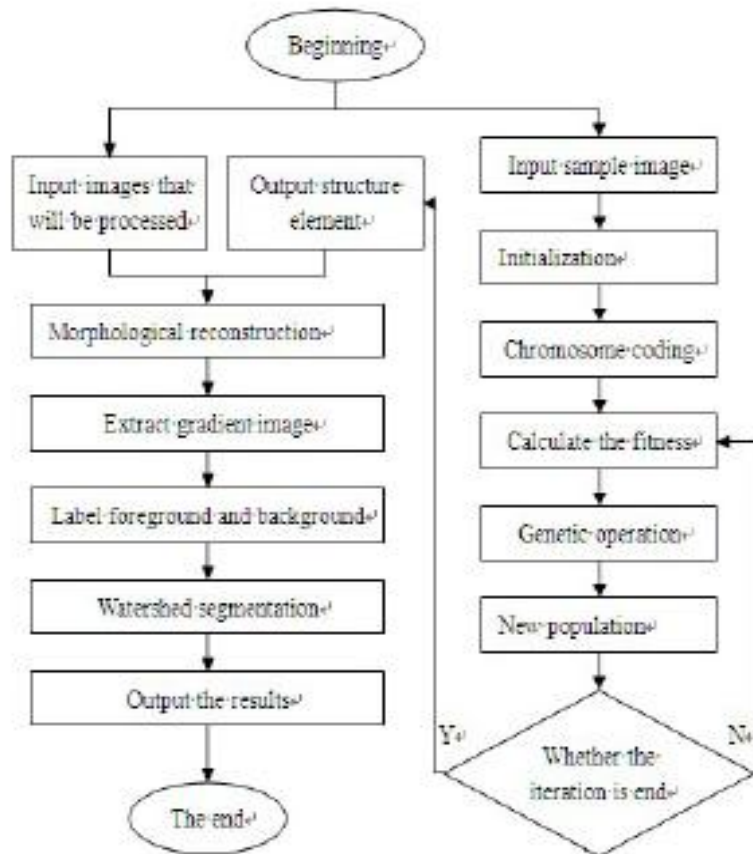 Beginning
Input images that
will be processed
Output structure
element
Morphological reconstruction
Extract gradient image
Label foreground and background
Watershed segmentation
Output the results
The end
Input sample image
Initialization
Chromosome coding
Calculate the fitness
Genetic operation
New population
Whether the
iteration is end
Y
N